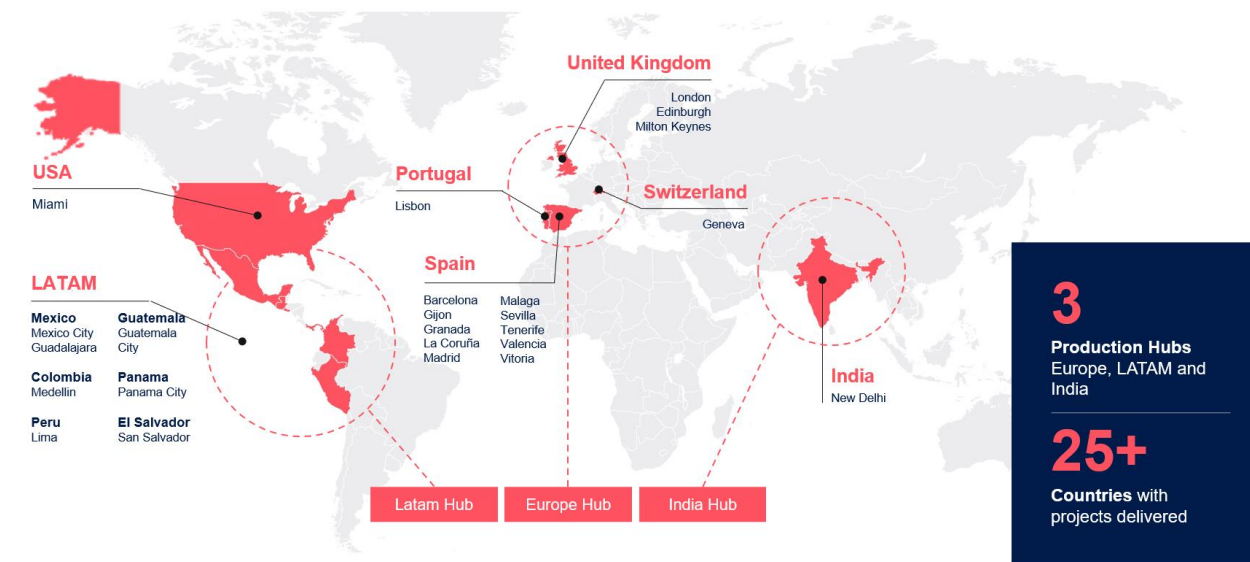 United Kingdom
London
Edinburgh
Milton Keynes
USA
Miami
Portugal
Lisbon
Switzerland
Geneva
Spain
Barcelona
Gijon
Granada
La Coruña
Madrid
Malaga
Sevilla
Tenerife
Valencia
Vitoria
LATAM
Mexico
Mexico City
Guadalajara
Guatemala
Guatemala
City
Colombia
Medellin
Panama
Panama City
Peru
Lima
El Salvador
San Salvador
India
New Delhi
Latam Hub
Europe Hub
India Hub
3
Production Hubs
Europe, LATAM and
India
25+
Countries with
projects delivered